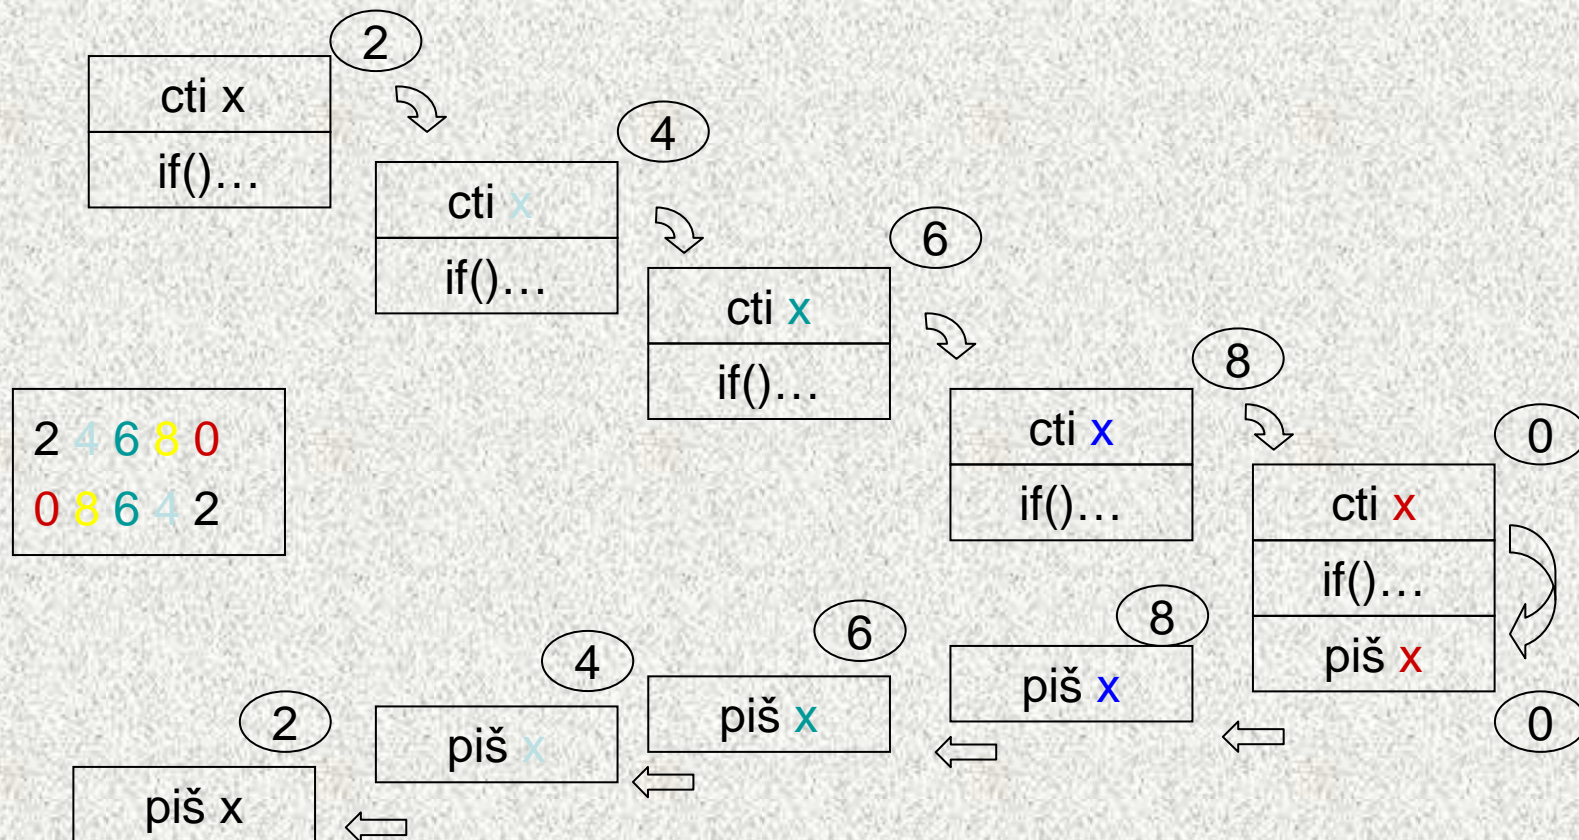 2
cti x
if()...
4
cti x
if()...
6
cti x
if()...
8
cti x
if()...
0
cti x
if()...
piš x
0
2 4 6 8 0
0 8 6 4 2
8
piš x
6
piš x
4
piš x
2
piš x